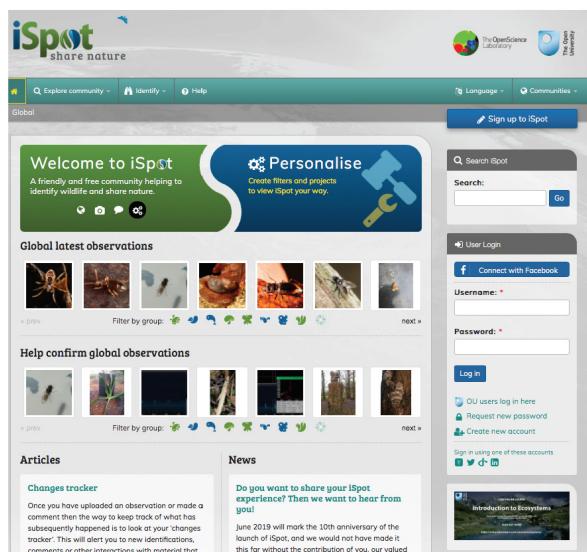 iSpot
share nature
The OpenScience
Laboratory
The Open
University
Explore community
Identify
Help
Language
Communities
Global
Sign up to iSpot
Welcome to iSpot
A friendly and free community helping to
identify wildlife and share nature.
Personalise
Create filters and projects
to view iSpot your way.
Search iSpot
Search:
Go
Global latest observations
« prev
Filter by group:
next »
User Login
Connect with Facebook
Username: *
Password: *
Log in
OU users log in here
Request new password
Create new account
Sign in using one of these accounts
Help confirm global observations
« prev
Filter by group:
next »
Articles
Changes tracker
Once you have uploaded an observation or made a
comment then the way to keep track of what has
subsequently happened is to look at your 'changes
tracker'. This will alert you to new identifications,
comments or other interactions with material that
News
Do you want to share your iSpot
experience? Then we want to hear from
you!
June 2019 will mark the 10th anniversary of the
launch of iSpot, and we would not have made it
this far without the contribution of you, our valued
Introduction to Ecosystems